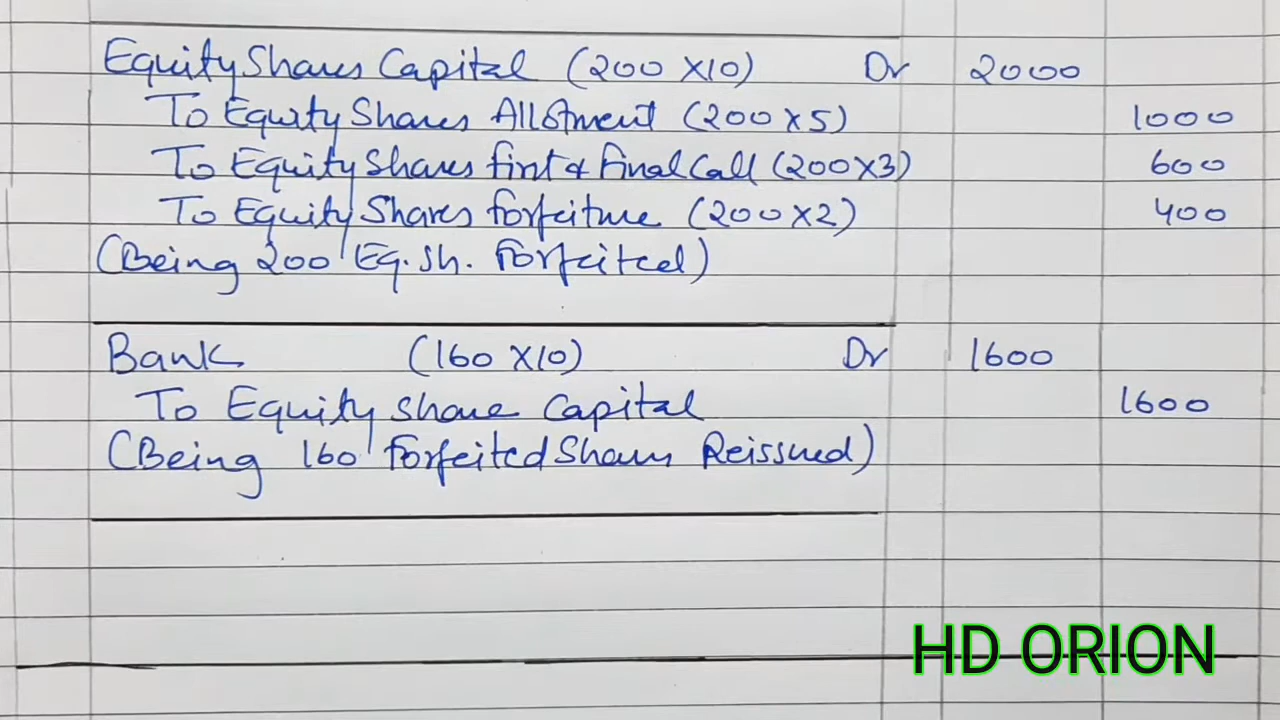 Equity Shares Capital (200 X10) Dr 2000
To Equity Shares Allotment (200 x 5) 1000
To Equity Shares first & Final Call (200 X3) 600
To Equity Shares forfeiture (200 X2) 400
(Being 200 Eq. Sh. Forfeited)
Bank (160 X10) Dr 1600
To Equity share Capital 1600
(Being 160 Forfeited Shares Reissued)
HD ORION